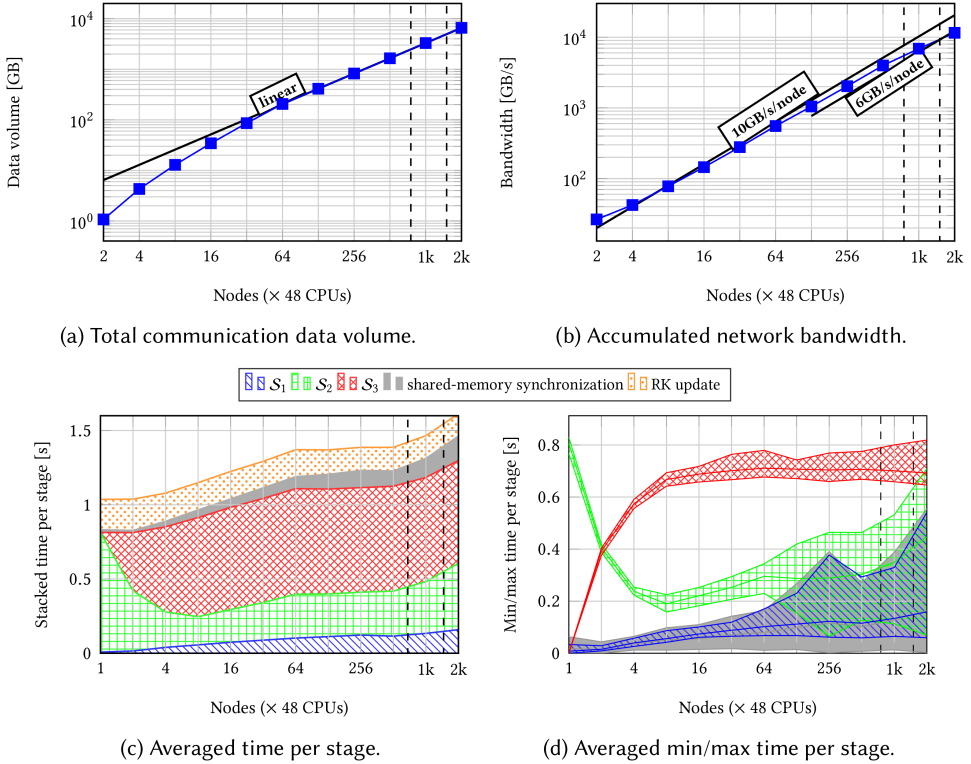 10^4
10^2
10^0
Data volume [GB]
linear
2
4
16
64
256
1k
2k
Nodes (× 48 CPUs)
(a) Total communication data volume.
10^4
10^3
10^2
Bandwidth [GB/s]
10GB/s/node
6GB/s/node
2
4
16
64
256
1k
2k
Nodes (× 48 CPUs)
(b) Accumulated network bandwidth.
S1 S2 S3 shared-memory synchronization RK update
1.5
1
0.5
0
Stacked time per stage [s]
1
4
16
64
256
1k
2k
Nodes (× 48 CPUs)
(c) Averaged time per stage.
0.8
0.6
0.4
0.2
0
Min/max time per stage [s]
1
4
16
64
256
1k
2k
Nodes (× 48 CPUs)
(d) Averaged min/max time per stage.